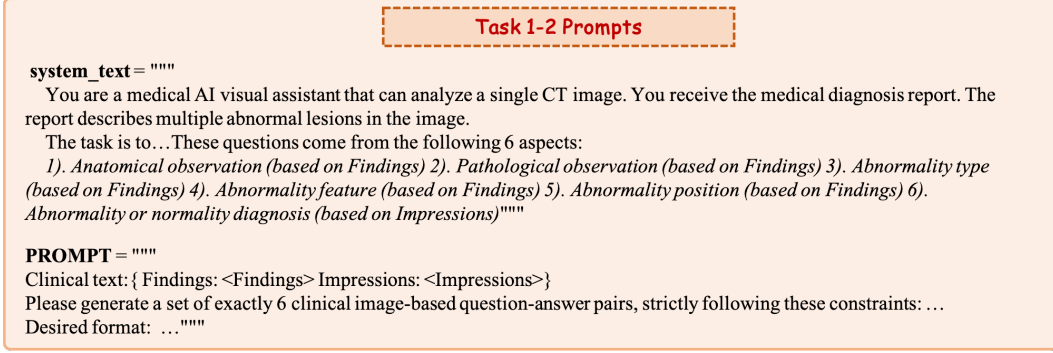 Task 1-2 Prompts
system_text = """
You are a medical AI visual assistant that can analyze a single CT image. You receive the medical diagnosis report. The
report describes multiple abnormal lesions in the image.
The task is to…These questions come from the following 6 aspects:
1). Anatomical observation (based on Findings) 2). Pathological observation (based on Findings) 3). Abnormality type
(based on Findings) 4). Abnormality feature (based on Findings) 5). Abnormality position (based on Findings) 6).
Abnormality or normality diagnosis (based on Impressions)"""
PROMPT = """
Clinical text: { Findings: <Findings> Impressions: <Impressions>}
Please generate a set of exactly 6 clinical image-based question-answer pairs, strictly following these constraints: …
Desired format: …"""